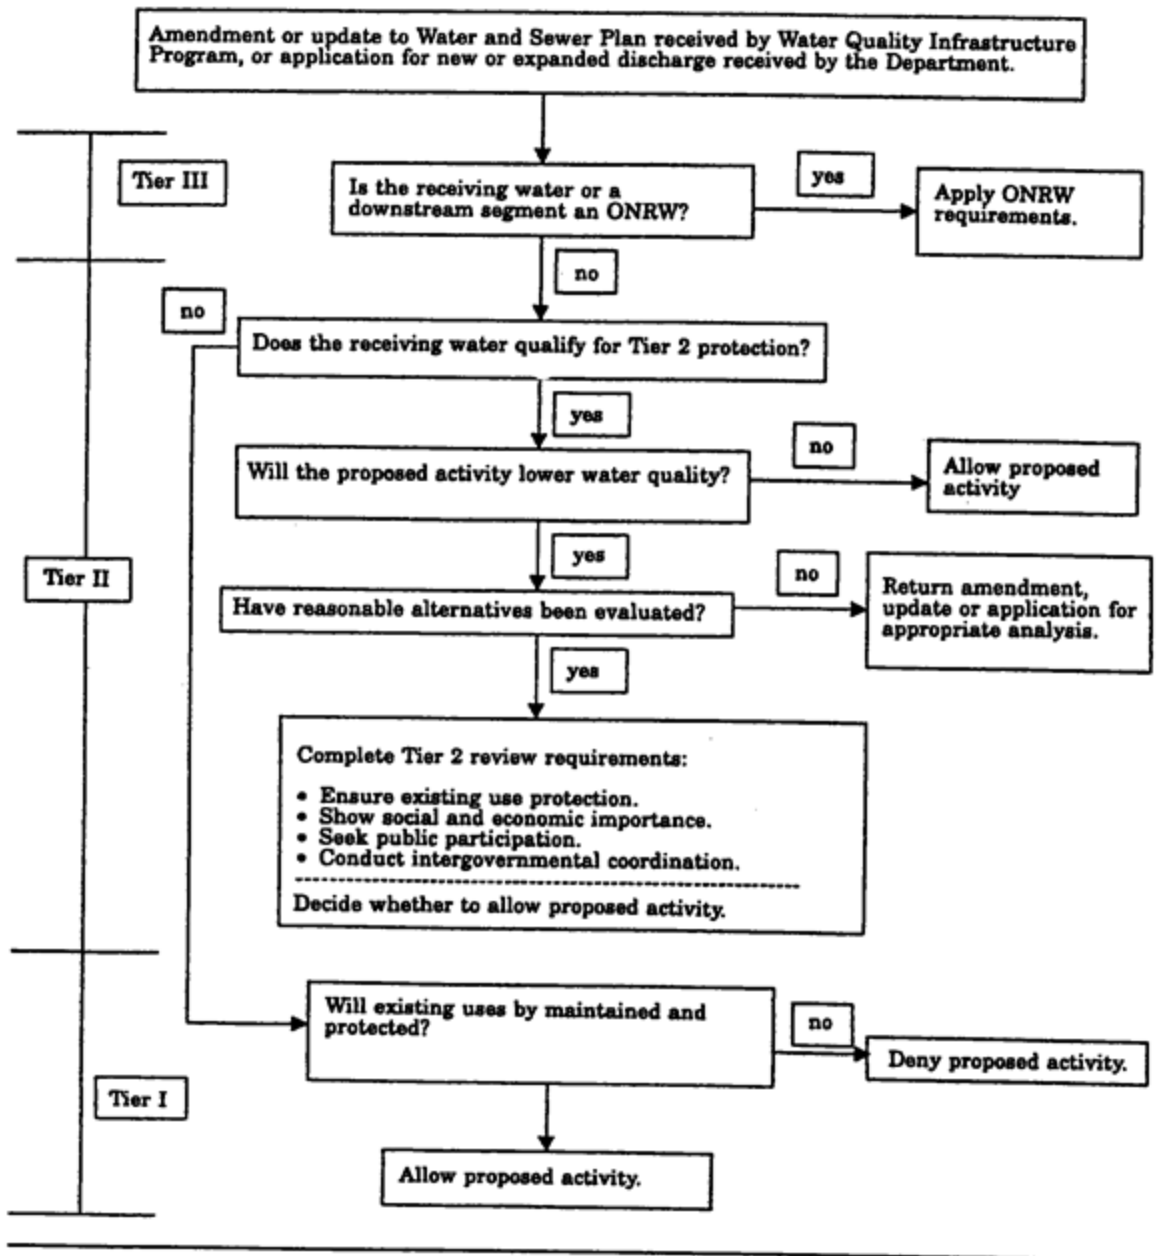 Amendment or update to Water and Sewer Plan received by Water Quality Infrastructure
Program, or application for new or expanded discharge received by the Department.
Tier III
Is the receiving water or a
downstream segment an ONRW?
yes
Apply ONRW
requirements.
no
no
Does the receiving water qualify for Tier 2 protection?
yes
Will the proposed activity lower water quality?
no
Allow proposed
activity
Tier II
yes
Have reasonable alternatives been evaluated?
no
Return amendment,
update or application for
appropriate analysis.
yes
Complete Tier 2 review requirements:
• Ensure existing use protection.
• Show social and economic importance.
• Seek public participation.
• Conduct intergovernmental coordination.
Decide whether to allow proposed activity.
Will existing uses by maintained and
protected?
no
Deny proposed activity.
Tier I
Allow proposed activity.